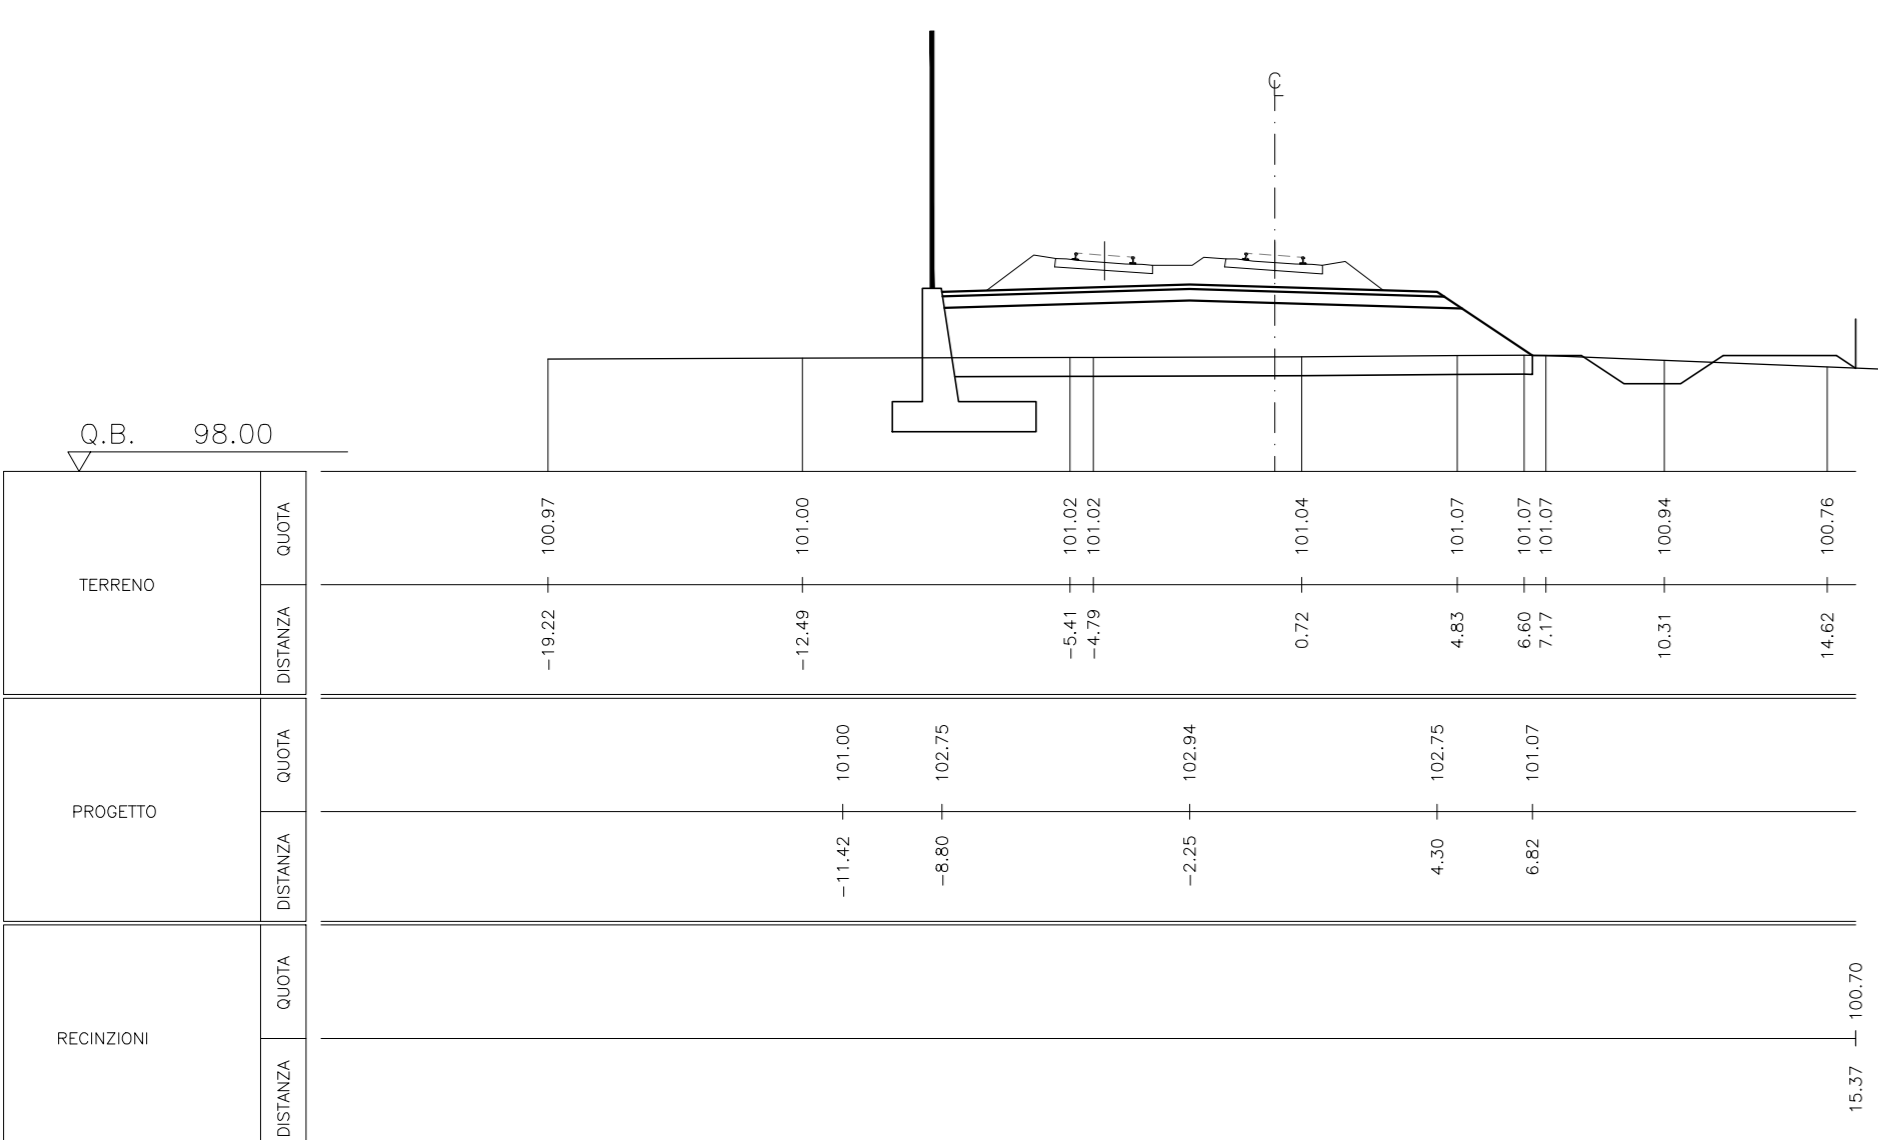 ℄
Q.B. 98.00
TERRENO
QUOTA
100.97 101.00 101.02 101.02 101.04 101.07 101.07 101.07 100.94 100.76
DISTANZA
-19.22 -12.49 -5.41 -4.79 0.72 4.83 6.60 7.17 10.31 14.62
PROGETTO
QUOTA
101.00 102.75 102.94 102.75 101.07
DISTANZA
-11.42 -8.80 -2.25 4.30 6.82
RECINZIONI
QUOTA
100.70
DISTANZA
15.37